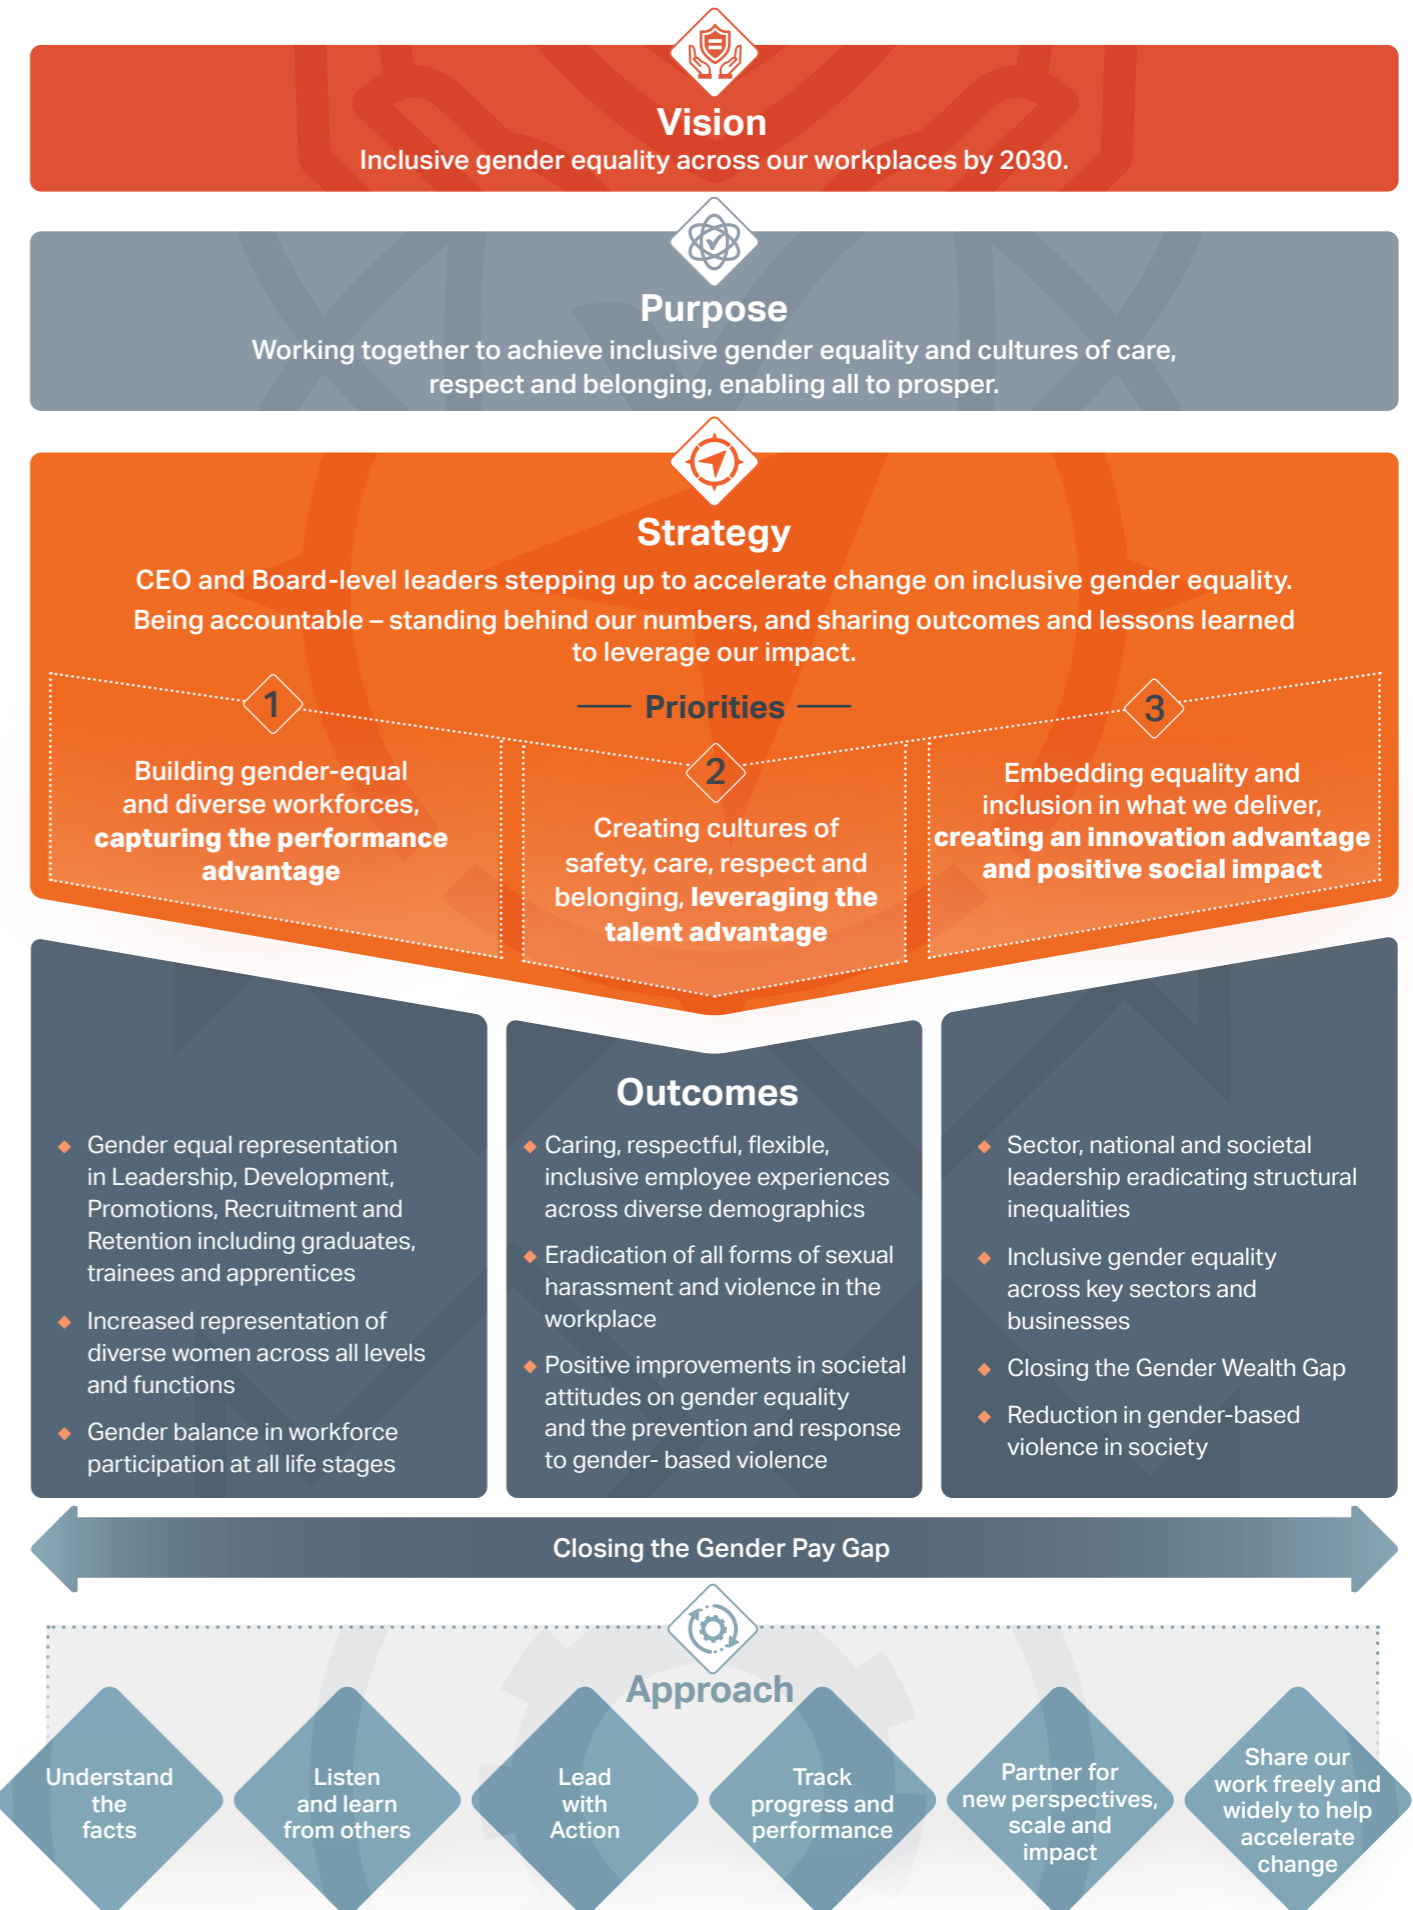 Vision
Inclusive gender equality across our workplaces by 2030.
Purpose
Working together to achieve inclusive gender equality and cultures of care,
respect and belonging, enabling all to prosper.
Strategy
CEO and Board-level leaders stepping up to accelerate change on inclusive gender equality.
Being accountable – standing behind our numbers, and sharing outcomes and lessons learned
to leverage our impact.
Priorities
1
Building gender-equal
and diverse workforces,
capturing the performance
advantage
2
Creating cultures of
safety, care, respect and
belonging, leveraging the
talent advantage
3
Embedding equality and
inclusion in what we deliver,
creating an innovation advantage
and positive social impact
Outcomes
Gender equal representation
in Leadership, Development,
Promotions, Recruitment and
Retention including graduates,
trainees and apprentices
Increased representation of
diverse women across all levels
and functions
Gender balance in workforce
participation at all life stages
Caring, respectful, flexible,
inclusive employee experiences
across diverse demographics
Eradication of all forms of sexual
harassment and violence in the
workplace
Positive improvements in societal
attitudes on gender equality
and the prevention and response
to gender- based violence
Sector, national and societal
leadership eradicating structural
inequalities
Inclusive gender equality
across key sectors and
businesses
Closing the Gender Wealth Gap
Reduction in gender-based
violence in society
Closing the Gender Pay Gap
Approach
Understand
the
facts
Listen
and learn
from others
Lead
with
Action
Track
progress and
performance
Partner for
new perspectives,
scale and
impact
Share our
work freely and
widely to help
accelerate
change